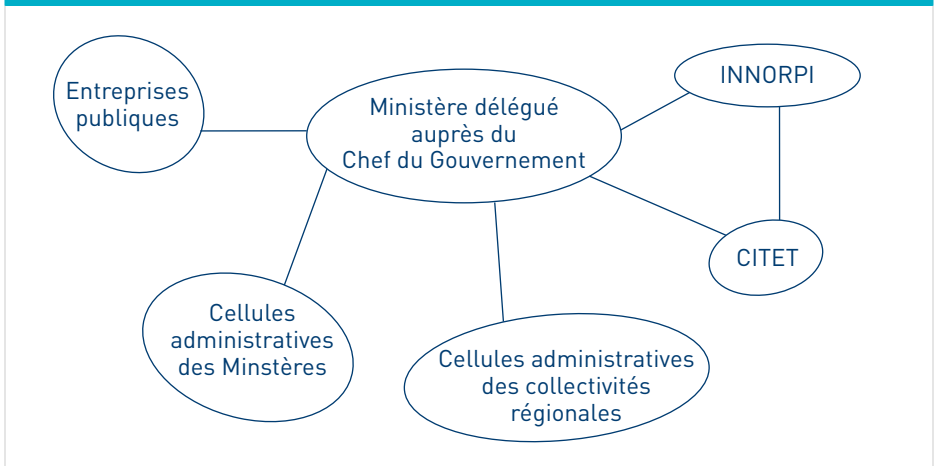 Entreprises
publiques
Ministère délégué
auprès du
Chef du Gouvernement
INNORPI
CITET
Cellules
administratives
des Minstères
Cellules administratives
des collectivités
régionales